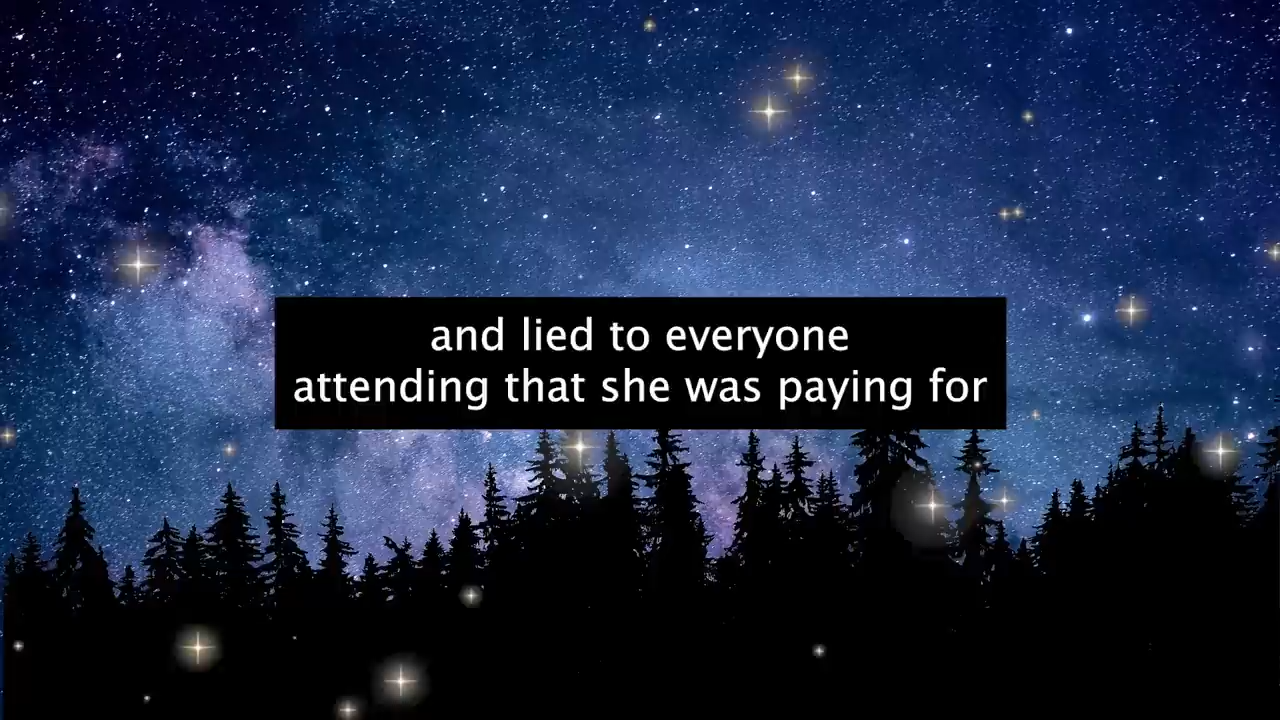 and lied to everyone
attending that she was paying for